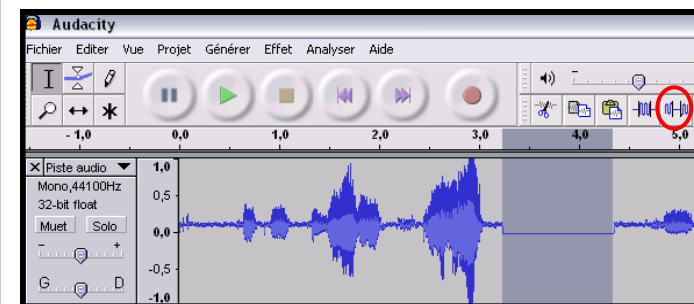 Audacity
Fichier Editer Vue Projet Générer Effet Analyser Aide
- 1,0 0,0 1,0 2,0 3,0 4,0 5,0
Piste audio
Mono,44100Hz
32-bit float
Muet Solo
- +
G D
1,0
0,5
0,0
-0,5
-1,0